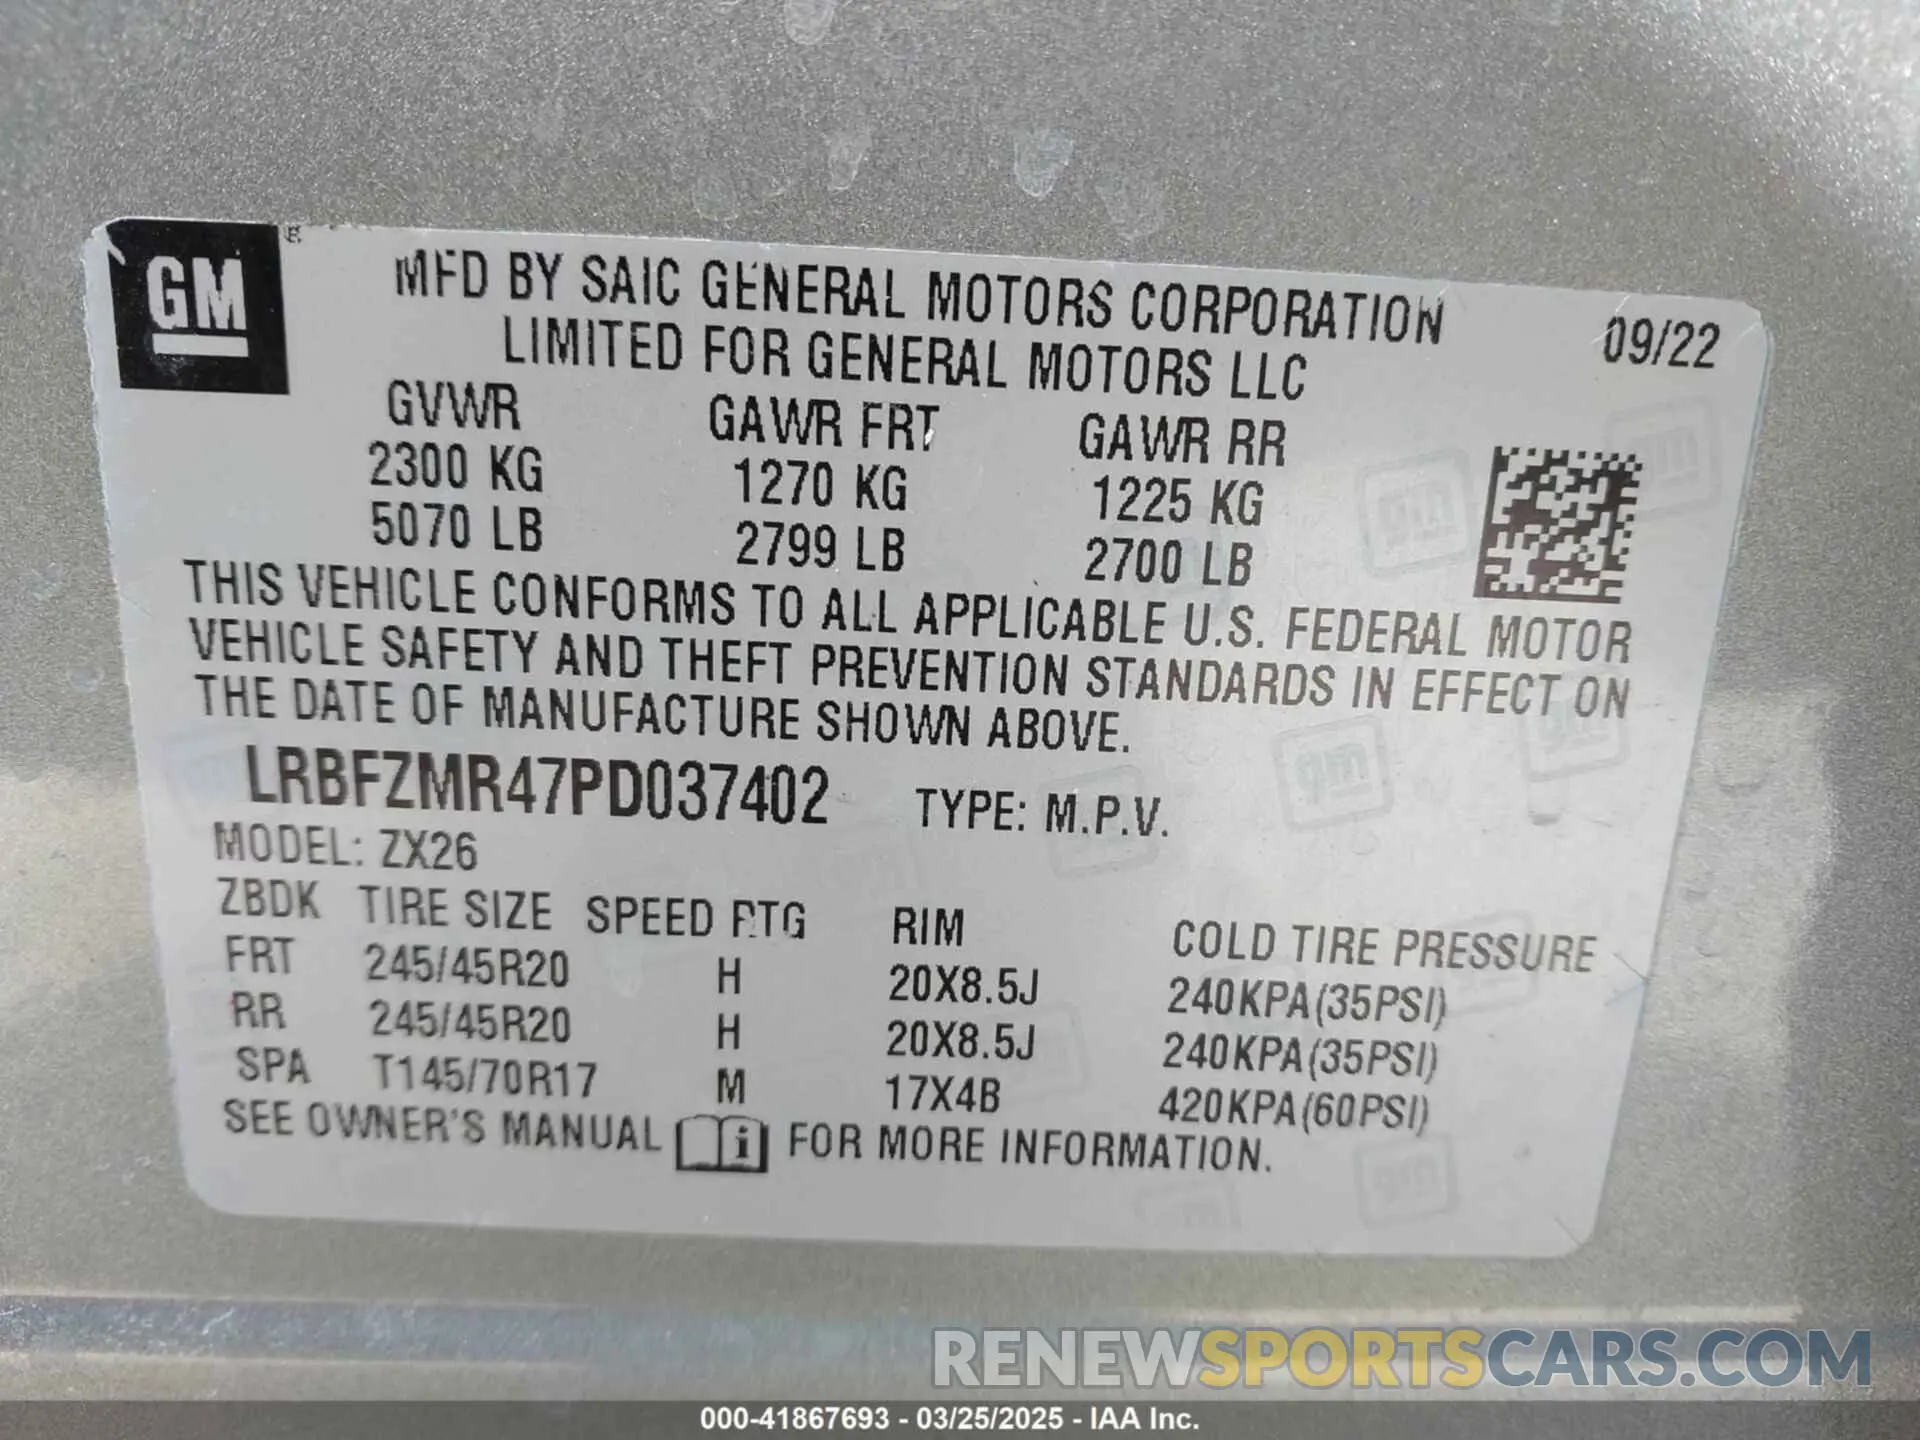 GM
MFD BY SAIC GENERAL MOTORS CORPORATION
LIMITED FOR GENERAL MOTORS LLC
09/22
GVWR GAWR FRT GAWR RR
2300 KG 1270 KG 1225 KG
5070 LB 2799 LB 2700 LB
THIS VEHICLE CONFORMS TO ALL APPLICABLE U.S. FEDERAL MOTOR
VEHICLE SAFETY AND THEFT PREVENTION STANDARDS IN EFFECT ON
THE DATE OF MANUFACTURE SHOWN ABOVE.
LRBFZMR47PD037402 TYPE: M.P.V.
MODEL: ZX26
ZBDK TIRE SIZE SPEED RTG RIM COLD TIRE PRESSURE
FRT 245/45R20 H 20X8.5J 240KPA(35PSI)
RR 245/45R20 H 20X8.5J 240KPA(35PSI)
SPA T145/70R17 M 17X4B 420KPA(60PSI)
SEE OWNER'S MANUAL i FOR MORE INFORMATION.
RENEWSPORTSCARS.COM
000-41867693 - 03/25/2025 - IAA Inc.